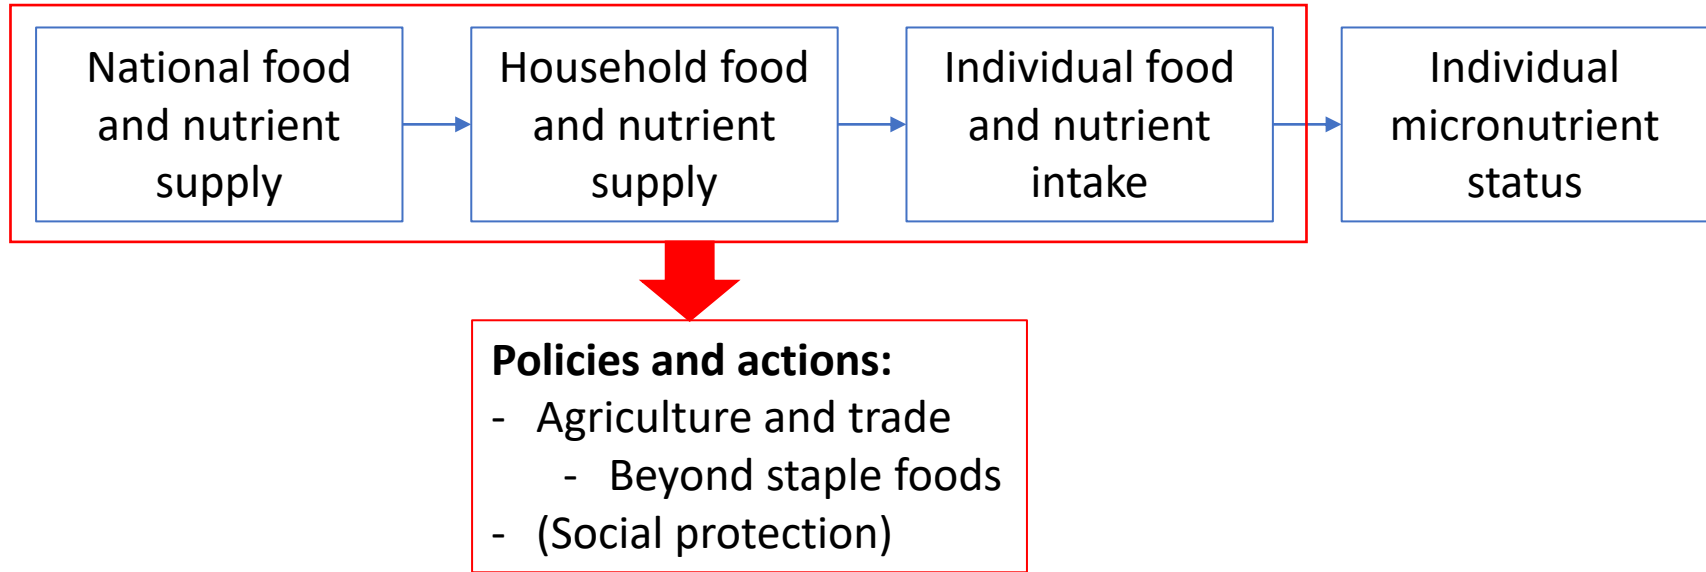 National food
and nutrient
supply
Household food
and nutrient
supply
Individual food
and nutrient
intake
Individual
micronutrient
status
Policies and actions:
- Agriculture and trade
- Beyond staple foods
- (Social protection)